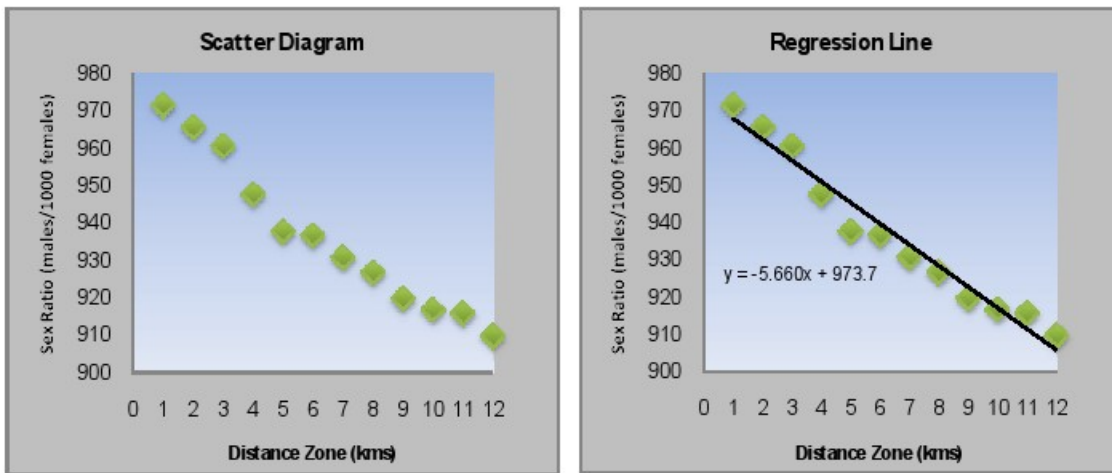 Scatter Diagram
Sex Ratio (males/1000 females)
980
970
960
950
940
930
920
910
900
0 1 2 3 4 5 6 7 8 9 10 11 12
Distance Zone (kms)
Regression Line
Sex Ratio (males/1000 females)
980
970
960
950
940
930
920
910
900
y = -5.660x + 973.7
0 1 2 3 4 5 6 7 8 9 10 11 12
Distance Zone (kms)